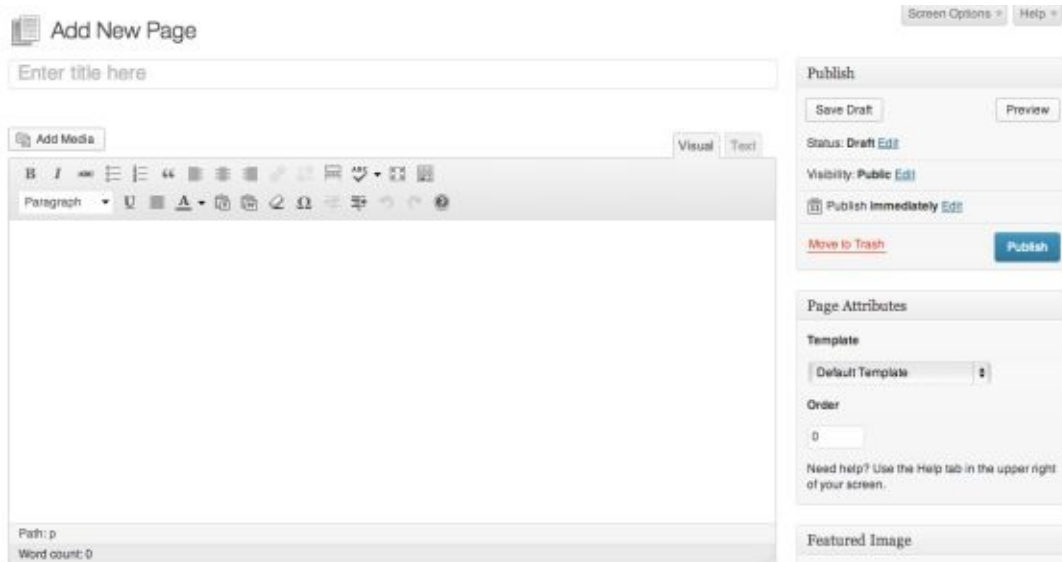 Screen Options
Help
Add New Page
Enter title here
Add Media
Visual
Text
B I ABC
Paragraph U A Ω
Path: p
Word count: 0
Publish
Save Draft
Preview
Status: Draft Edit
Visibility: Public Edit
Publish immediately Edit
Move to Trash
Publish
Page Attributes
Template
Default Template
Order
0
Need help? Use the Help tab in the upper right
of your screen.
Featured Image